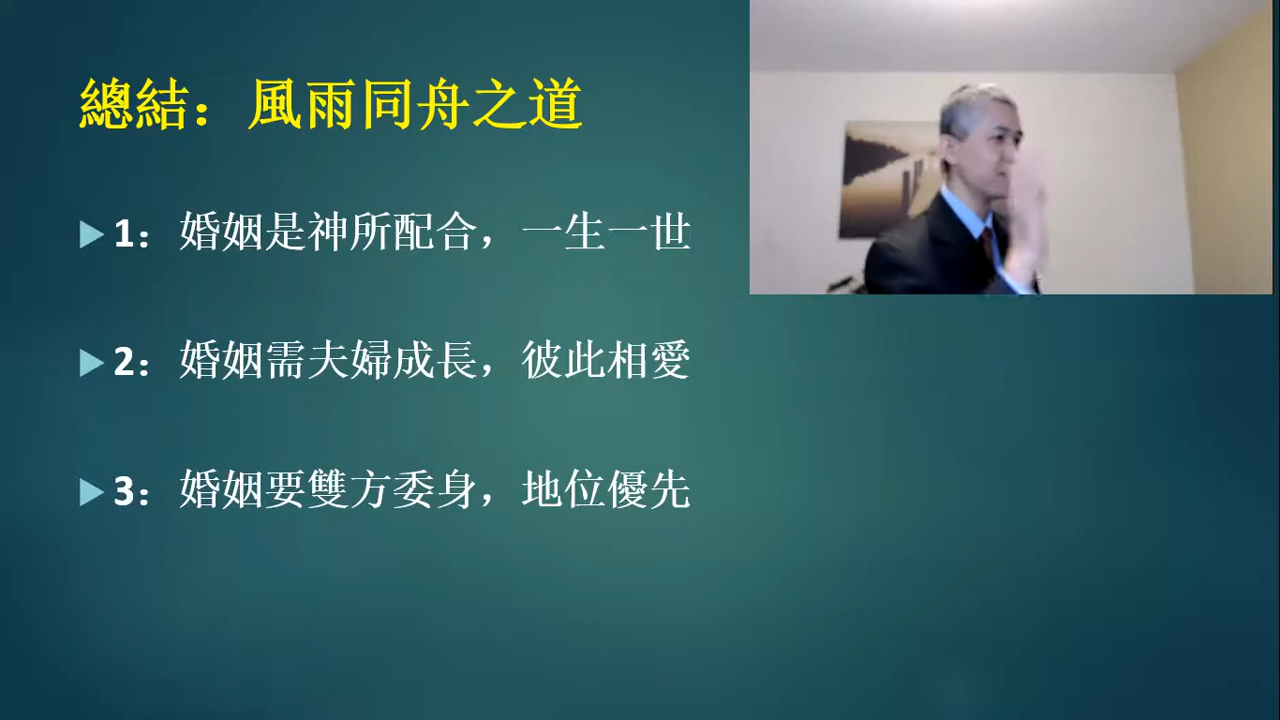 總結：風雨同舟之道
1：婚姻是神所配合，一生一世
2：婚姻需夫婦成長，彼此相愛
3：婚姻要雙方委身，地位優先